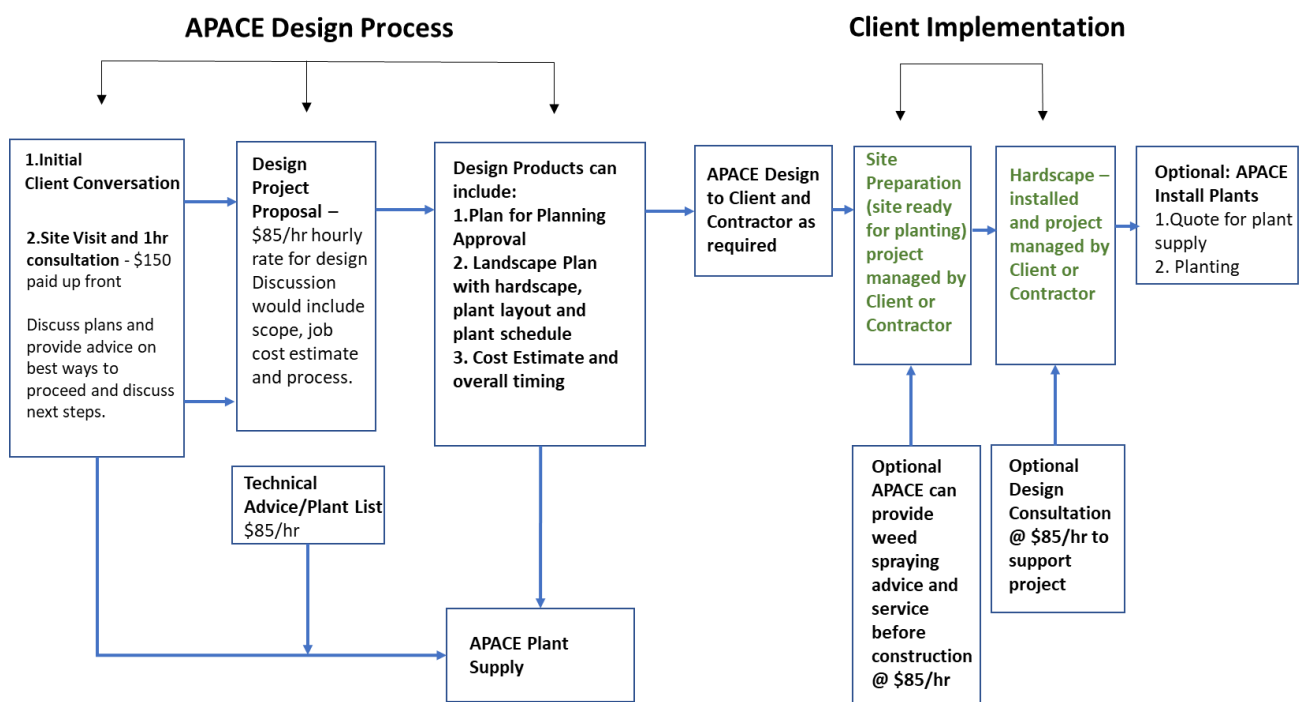 APACE Design Process
Client Implementation
1.Initial
Client Conversation
2.Site Visit and 1hr
consultation - $150
paid up front
Discuss plans and
provide advice on
best ways to
proceed and discuss
next steps.
Design
Project
Proposal –
$85/hr hourly
rate for design
Discussion
would include
scope, job
cost estimate
and process.
Design Products can
include:
1.Plan for Planning
Approval
2. Landscape Plan
with hardscape,
plant layout and
plant schedule
3. Cost Estimate and
overall timing
APACE Design
to Client and
Contractor as
required
Site
Preparation
(site ready
for planting)
project
managed by
Client or
Contractor
Hardscape –
installed
and project
managed by
Client or
Contractor
Optional: APACE
Install Plants
1.Quote for plant
supply
2. Planting
Technical
Advice/Plant List
$85/hr
APACE Plant
Supply
Optional
APACE can
provide
weed
spraying
advice and
service
before
construction
@ $85/hr
Optional
Design
Consultation
@ $85/hr to
support
project